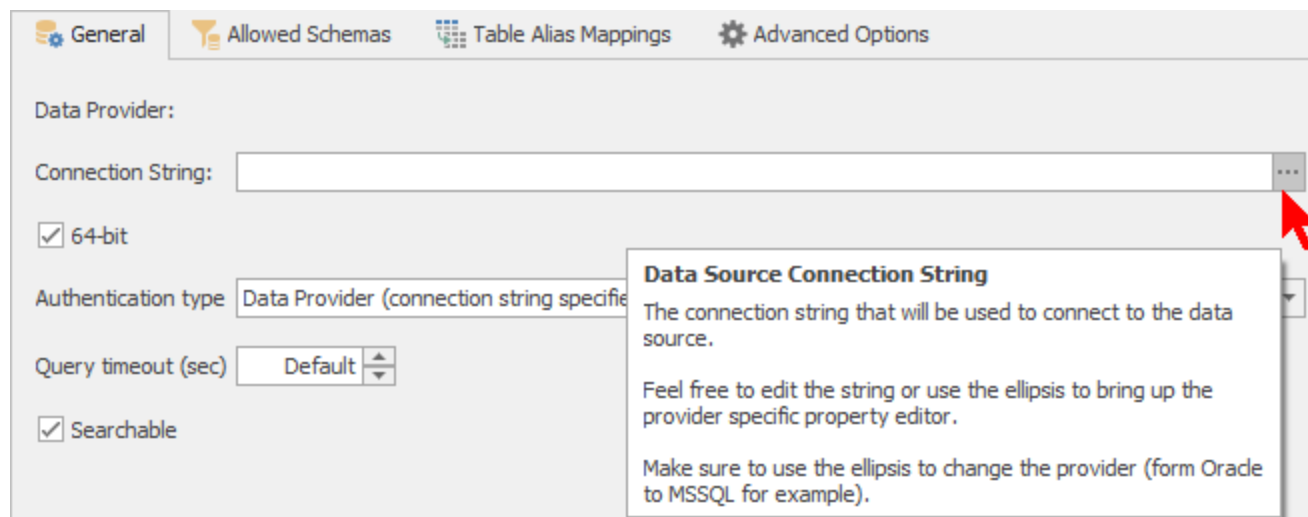 General Allowed Schemas Table Alias Mappings Advanced Options
Data Provider:
Connection String: ...
64-bit
Authentication type Data Provider (connection string specifie
Query timeout (sec) Default
Searchable
Data Source Connection String
The connection string that will be used to connect to the data
source.
Feel free to edit the string or use the ellipsis to bring up the
provider specific property editor.
Make sure to use the ellipsis to change the provider (form Oracle
to MSSQL for example).